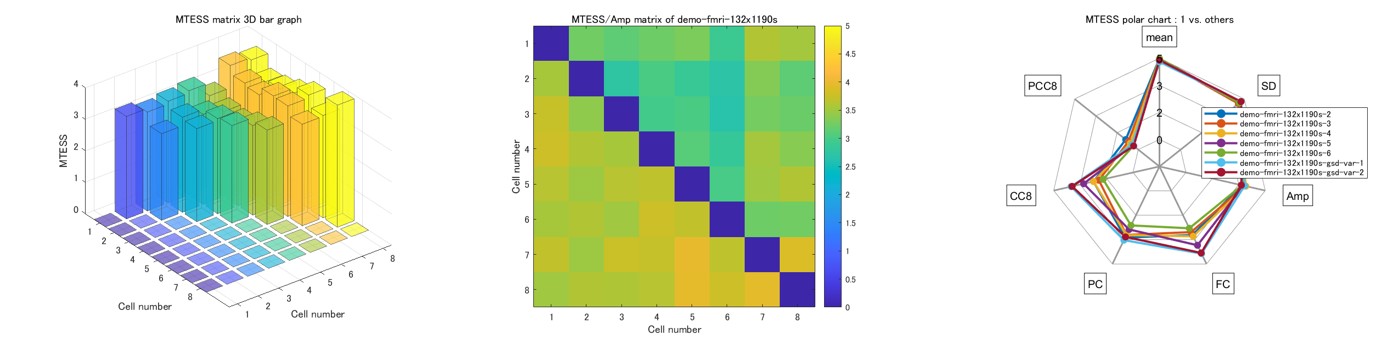 MTESS matrix 3D bar graph
4
3
2
1
0
MTESS
1
2
3
4
5
6
7
8
Cell number
1
2
3
4
5
6
7
8
Cell number
MTESS/Amp matrix of demo-fmri-132x1190s
1
2
3
4
5
6
7
8
Cell number
1 2 3 4 5 6 7 8
Cell number
5
4.5
4
3.5
3
2.5
2
1.5
1
0.5
0
MTESS polar chart : 1 vs. others
mean
SD
Amp
FC
PC
CC8
PCC8
5
3
2
0
demo-fmri-132x1190s-2
demo-fmri-132x1190s-3
demo-fmri-132x1190s-4
demo-fmri-132x1190s-5
demo-fmri-132x1190s-6
demo-fmri-132x1190s-gsd-var-1
demo-fmri-132x1190s-gsd-var-2